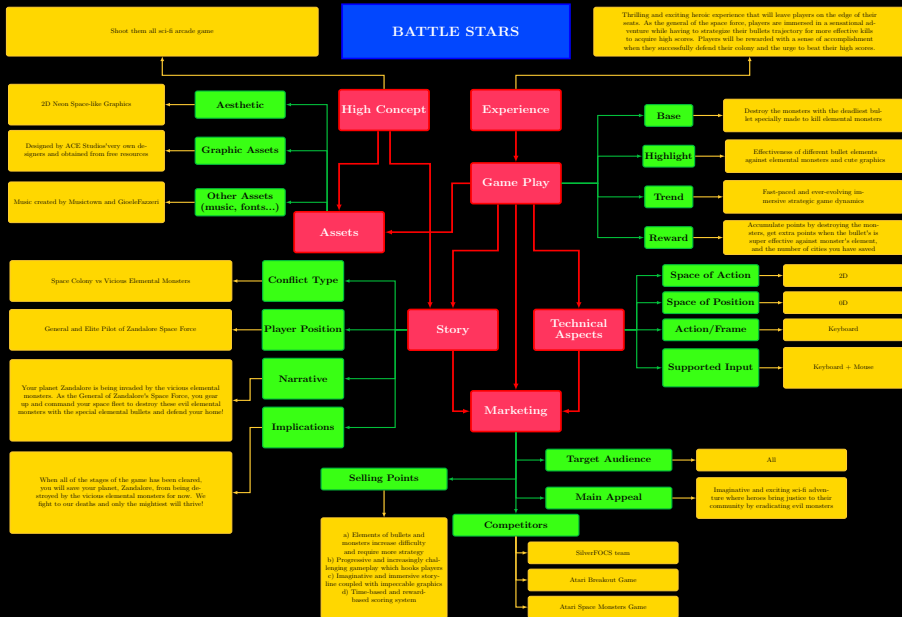 BATTLE STARS
Shoot them all sci-fi arcade game
Thrilling and exciting heroic experience that will leave players on the edge of their
seats. As the general of the space force, players are immersed in a sensational ad-
venture while having to strategize their bullets trajectory for more effective kills
to acquire high scores. Players will be rewarded with a sense of accomplishment
when they successfully defend their colony and the urge to beat their high scores.
High Concept
Experience
Aesthetic
2D Neon Space-like Graphics
Graphic Assets
Designed by ACE Studios'very own de-
signers and obtained from free resources
Other Assets
(music, fonts...)
Music created by Musictown and GioeleFazzeri
Assets
Game Play
Base
Destroy the monsters with the deadliest bul-
let specially made to kill elemental monsters
Highlight
Effectiveness of different bullet elements
against elemental monsters and cute graphics
Trend
Fast-paced and ever-evolving im-
mersive strategic game dynamics
Reward
Accumulate points by destroying the mon-
sters, get extra points when the bullet's is
super effective against monster's element,
and the number of cities you have saved
Conflict Type
Space Colony vs Vicious Elemental Monsters
Player Position
General and Elite Pilot of Zandalore Space Force
Narrative
Your planet Zandalore is being invaded by the vicious elemental
monsters. As the General of Zandalore's Space Force, you gear
up and command your space fleet to destroy these evil elemental
monsters with the special elemental bullets and defend your home!
Implications
When all of the stages of the game has been cleared,
you will save your planet, Zandalore, from being de-
stroyed by the vicious elemental monsters for now. We
fight to our deaths and only the mightiest will thrive!
Story
Technical
Aspects
Space of Action
2D
Space of Position
0D
Action/Frame
Keyboard
Supported Input
Keyboard + Mouse
Marketing
Target Audience
All
Main Appeal
Imaginative and exciting sci-fi adven-
ture where heroes bring justice to their
community by eradicating evil monsters
Selling Points
a) Elements of bullets and
monsters increase difficulty
and require more strategy
b) Progressive and increasingly chal-
lenging gameplay which hooks players
c) Imaginative and immersive story-
line coupled with impeccable graphics
d) Time-based and reward-
based scoring system
Competitors
SilverFOCS team
Atari Breakout Game
Atari Space Monsters Game